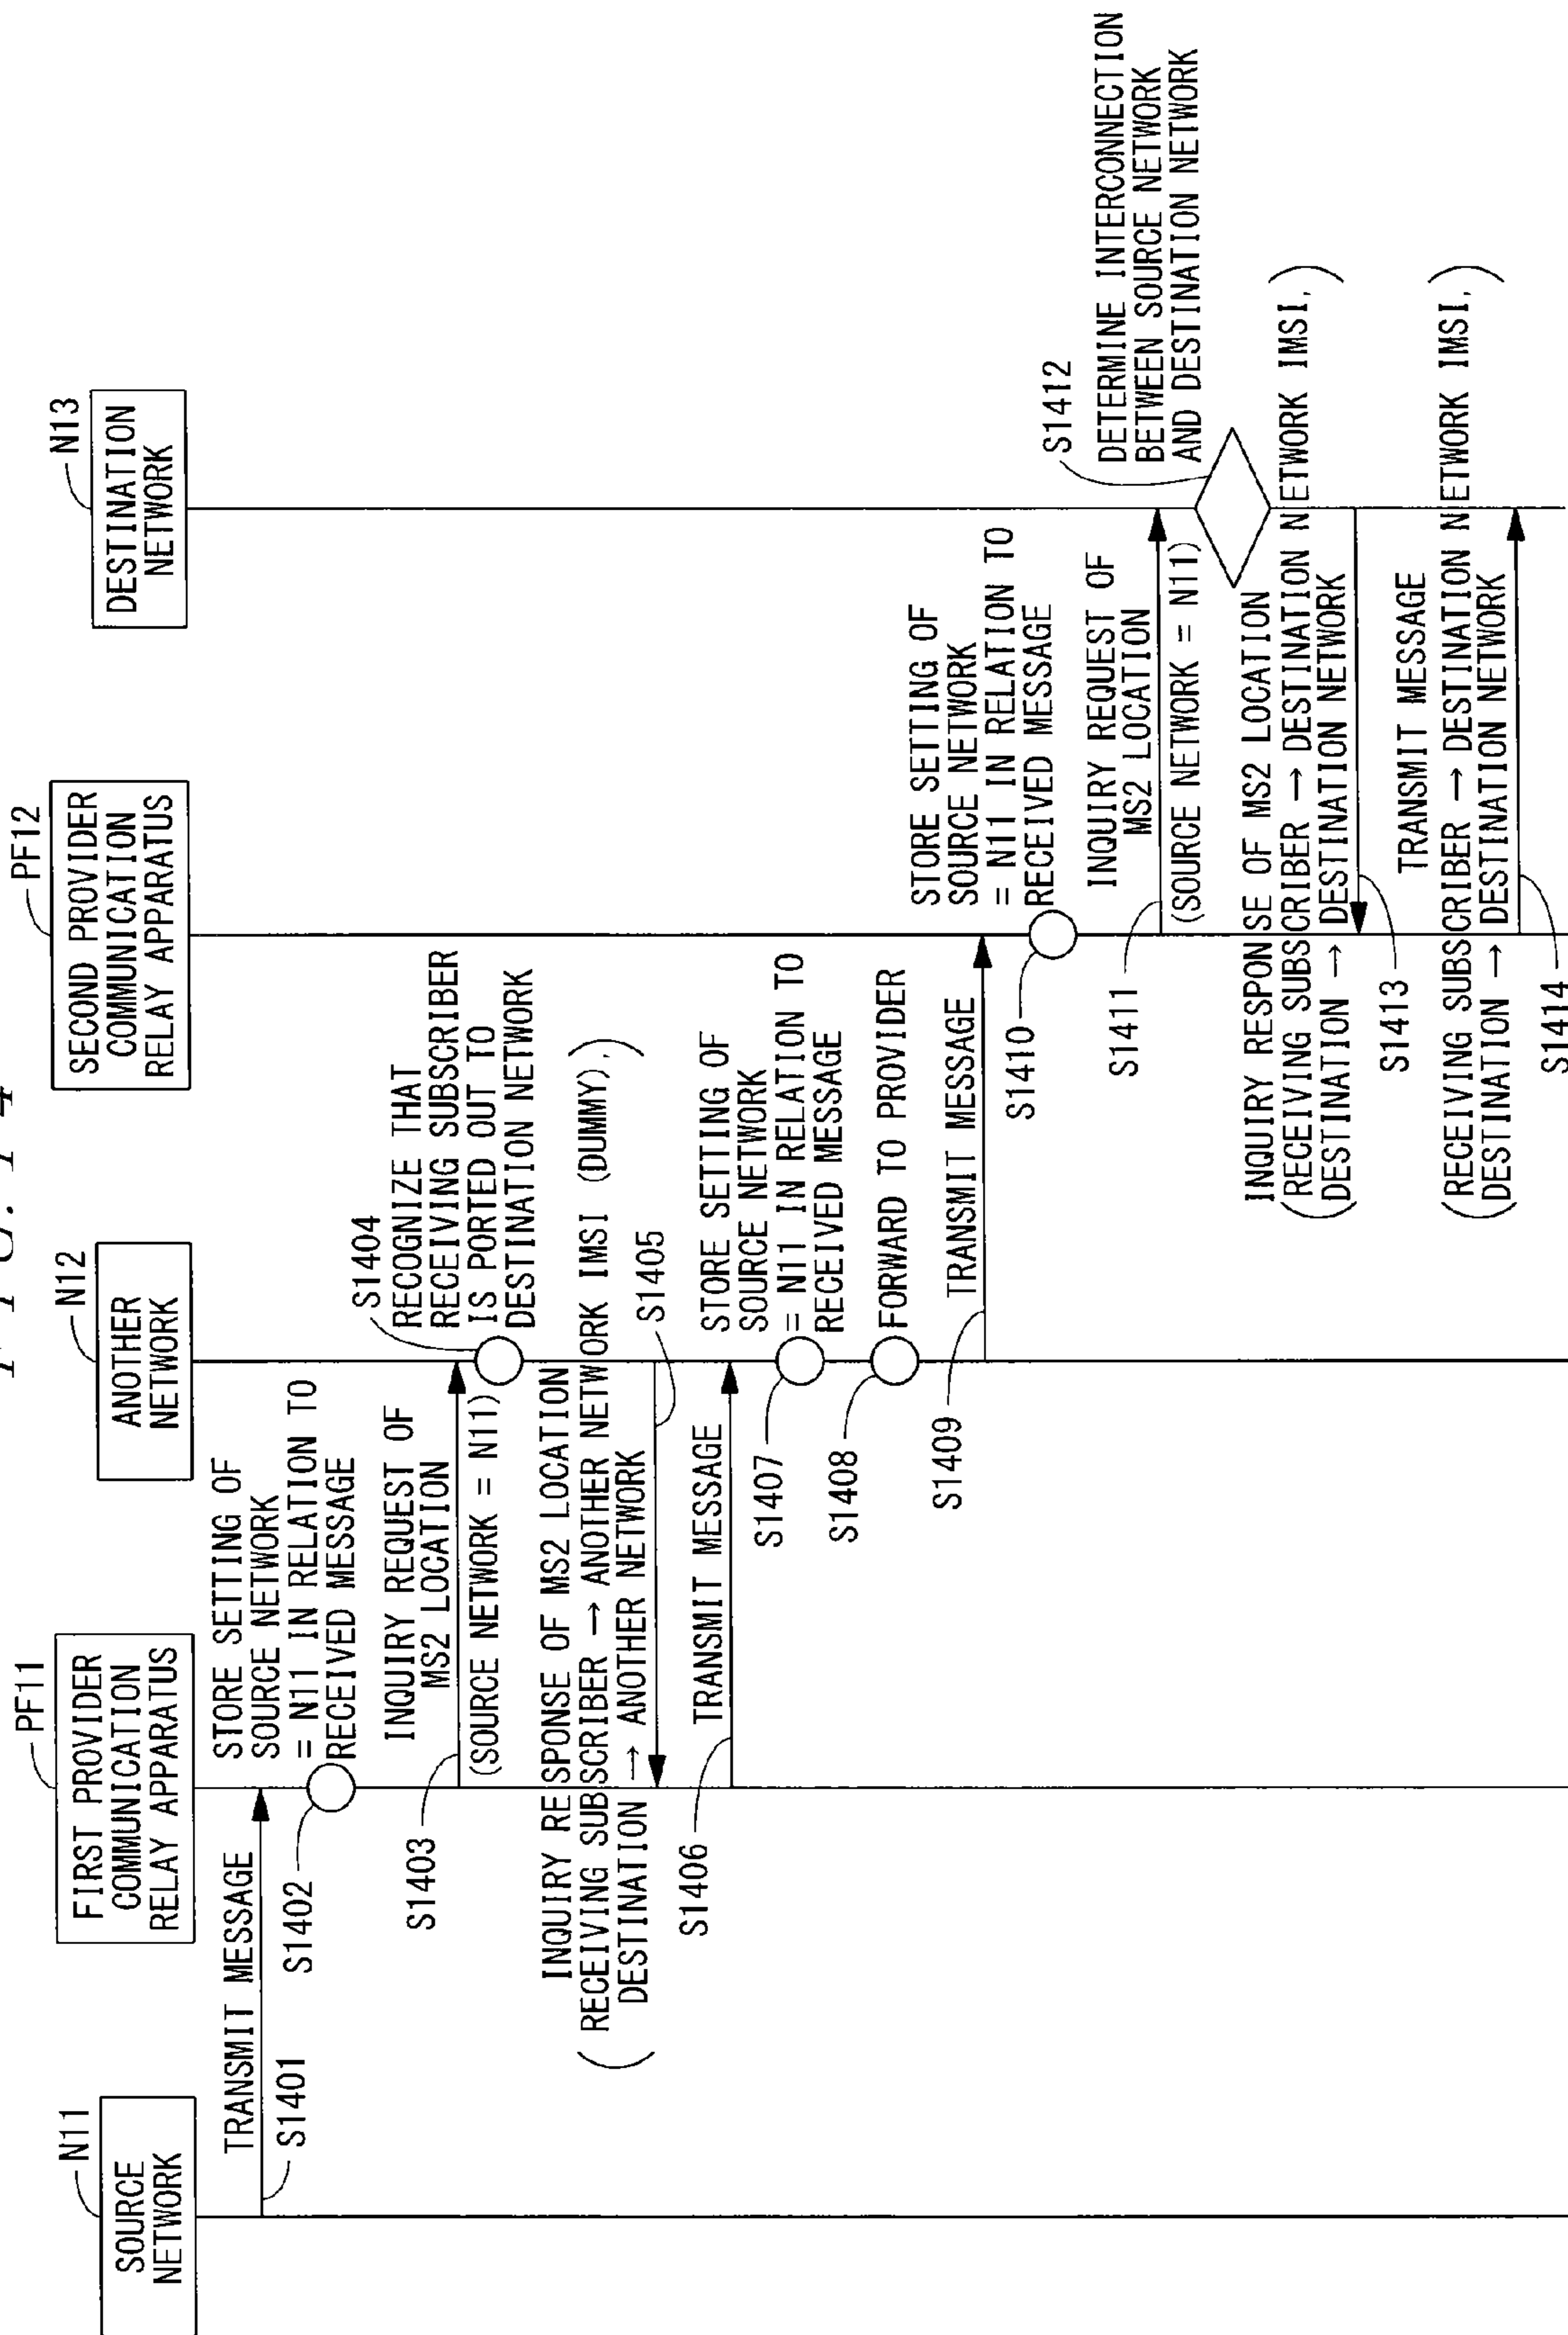 FIG. 14
N11
SOURCE
NETWORK
PF11
FIRST PROVIDER
COMMUNICATION
RELAY APPARATUS
N12
ANOTHER
NETWORK
PF12
SECOND PROVIDER
COMMUNICATION
RELAY APPARATUS
N13
DESTINATION
NETWORK
TRANSMIT MESSAGE
S1401
S1402
STORE SETTING OF
SOURCE NETWORK
= N11 IN RELATION TO
RECEIVED MESSAGE
S1403
INQUIRY REQUEST OF
MS2 LOCATION
(SOURCE NETWORK = N11)
S1404
RECOGNIZE THAT
RECEIVING SUBSCRIBER
IS PORTED OUT TO
DESTINATION NETWORK
INQUIRY RESPONSE OF MS2 LOCATION
(RECEIVING SUBSCRIBER → ANOTHER NETWORK IMSI (DUMMY),
DESTINATION → ANOTHER NETWORK)
S1405
S1406
TRANSMIT MESSAGE
S1407
STORE SETTING OF
SOURCE NETWORK
= N11 IN RELATION TO
RECEIVED MESSAGE
S1408
FORWARD TO PROVIDER
S1409
TRANSMIT MESSAGE
S1410
STORE SETTING OF
SOURCE NETWORK
= N11 IN RELATION TO
RECEIVED MESSAGE
S1411
INQUIRY REQUEST OF
MS2 LOCATION
(SOURCE NETWORK = N11)
S1412
DETERMINE INTERCONNECTION
BETWEEN SOURCE NETWORK
AND DESTINATION NETWORK
INQUIRY RESPONSE OF MS2 LOCATION
(RECEIVING SUBSCRIBER → DESTINATION NETWORK IMSI,
DESTINATION → DESTINATION NETWORK)
S1413
TRANSMIT MESSAGE
(RECEIVING SUBSCRIBER → DESTINATION NETWORK IMSI,
DESTINATION → DESTINATION NETWORK)
S1414